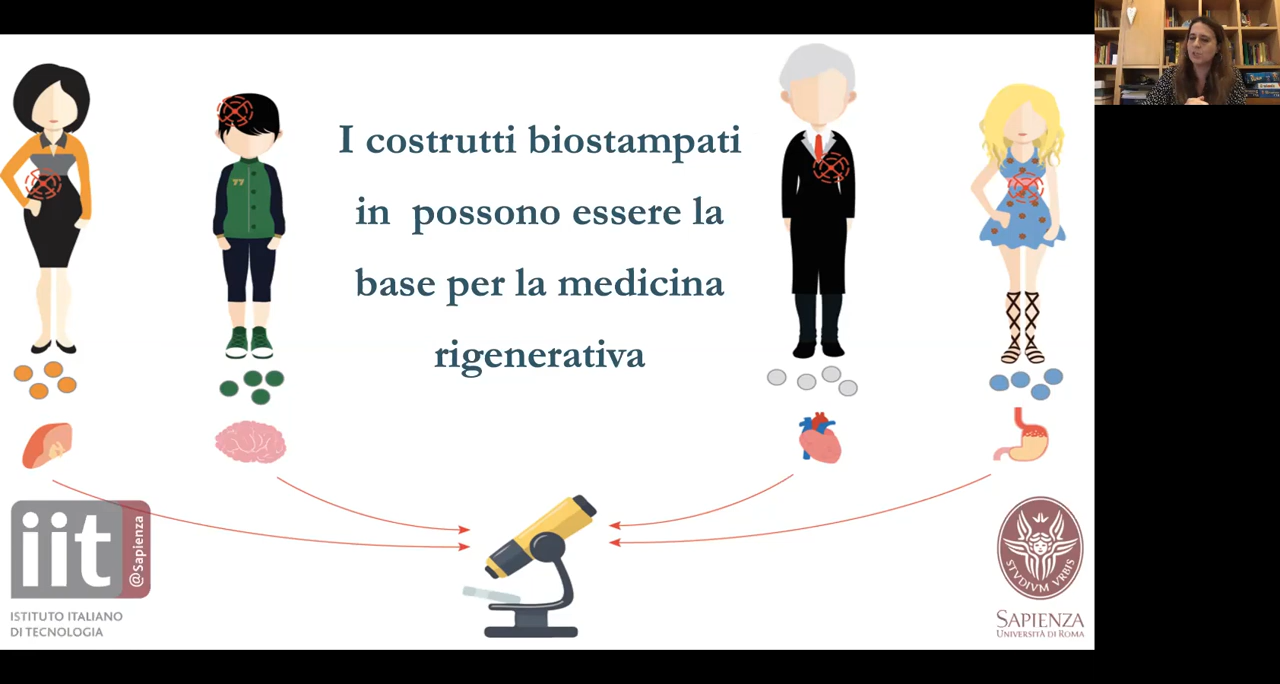 I costrutti biostampati
in possono essere la
base per la medicina
rigenerativa
77
iit
@Sapienza
ISTITUTO ITALIANO
DI TECNOLOGIA
STVDIVM VRBIS
SAPIENZA
UNIVERSITÀ DI ROMA